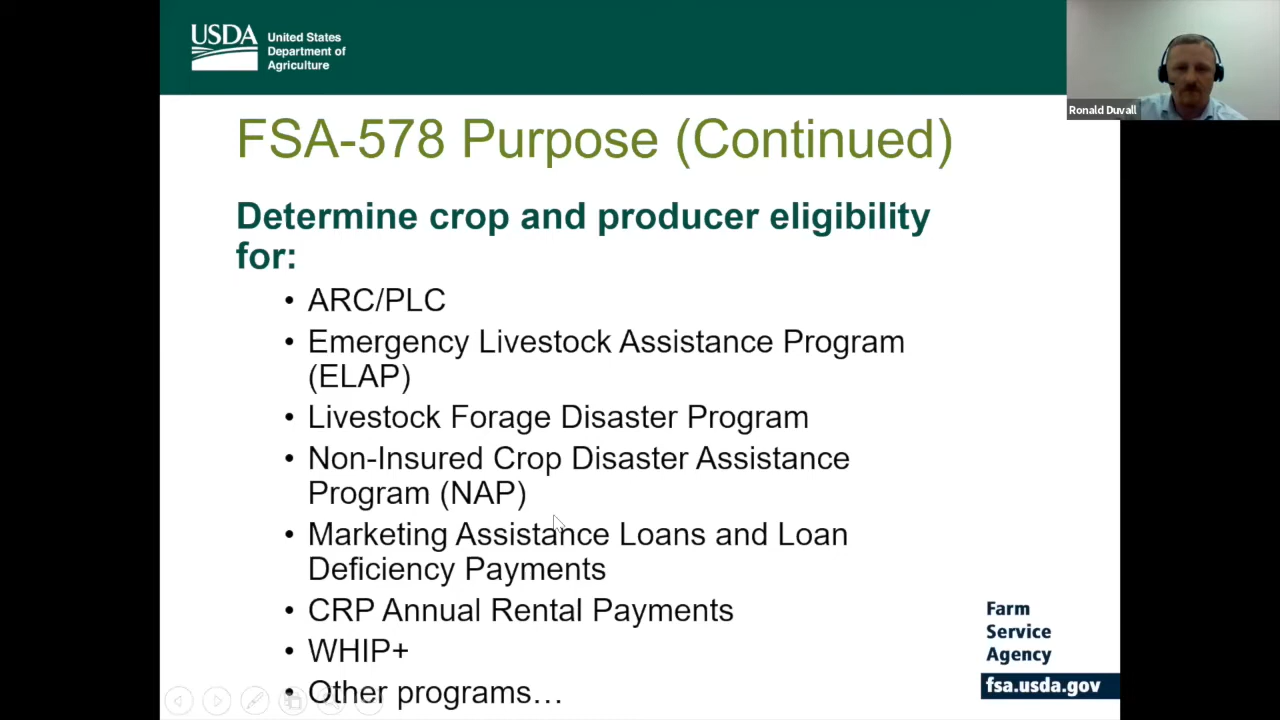 USDA
United States
Department of
Agriculture
Ronald Duvall
FSA-578 Purpose (Continued)
Determine crop and producer eligibility
for:
• ARC/PLC
• Emergency Livestock Assistance Program
(ELAP)
• Livestock Forage Disaster Program
• Non-Insured Crop Disaster Assistance
Program (NAP)
• Marketing Assistance Loans and Loan
Deficiency Payments
• CRP Annual Rental Payments
• WHIP+
• Other programs…
Farm
Service
Agency
fsa.usda.gov